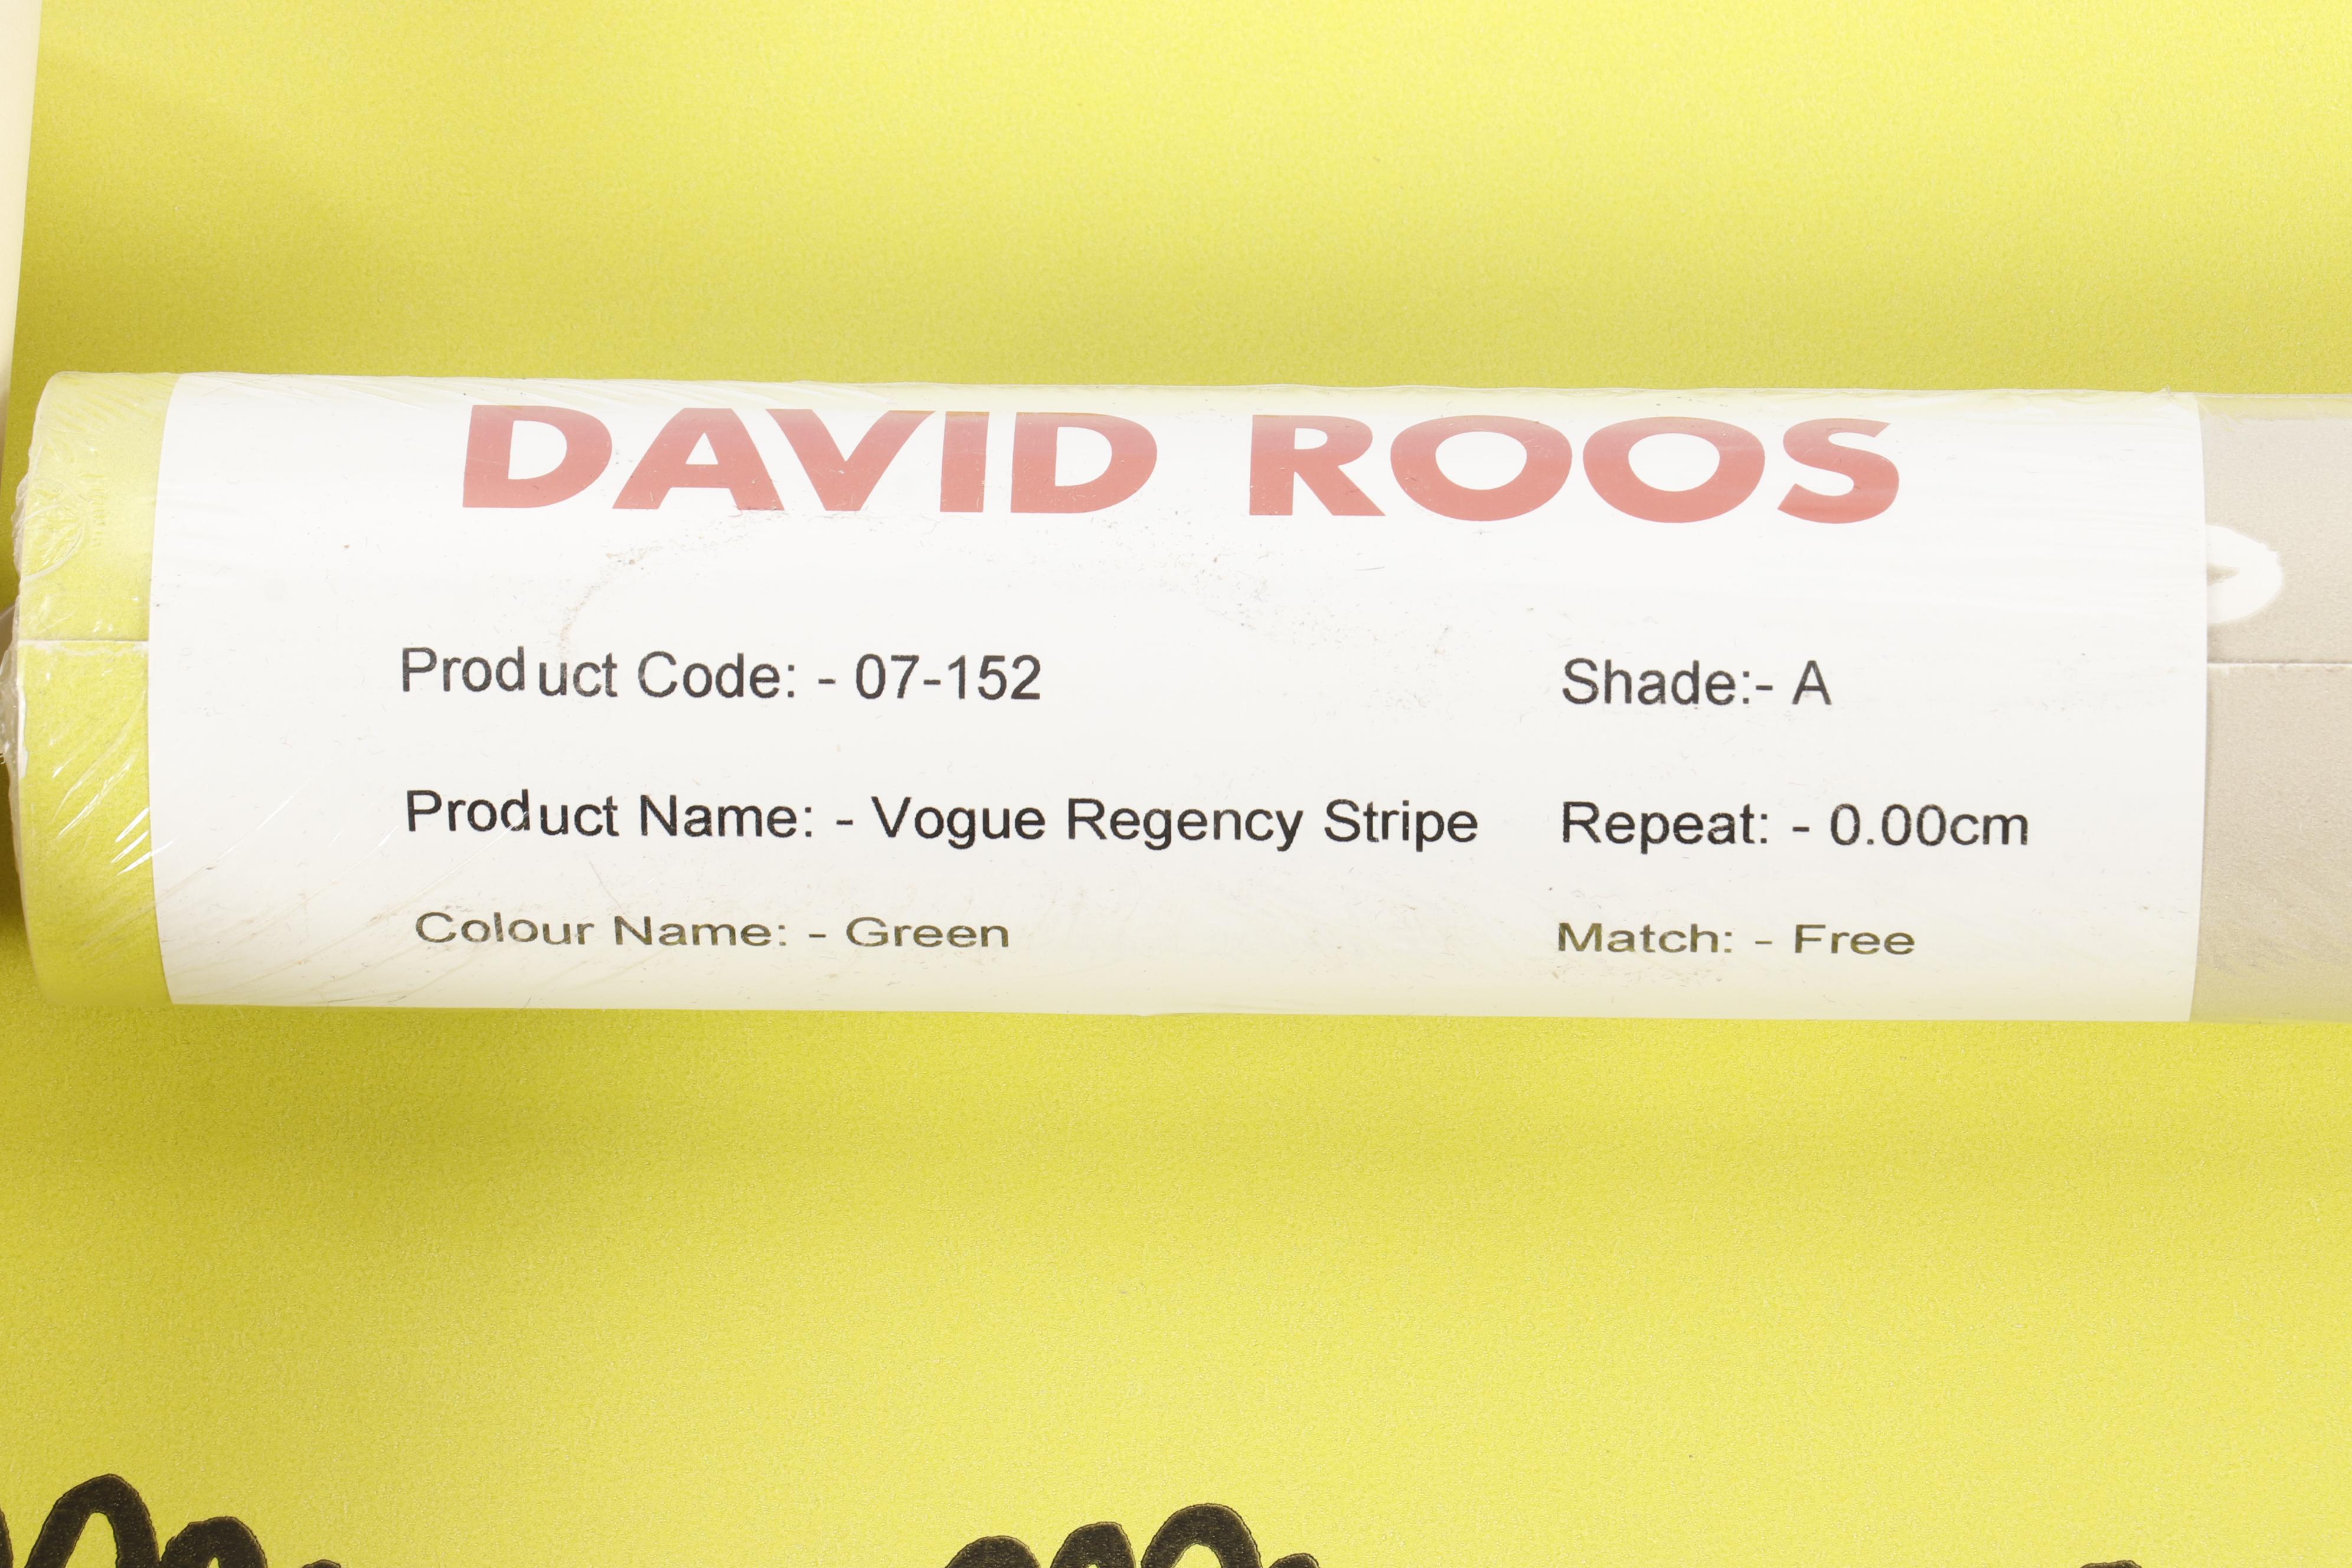 DAVID ROOS
Product Code: - 07-152 Shade:- A
Product Name: - Vogue Regency Stripe Repeat: - 0.00cm
Colour Name: - Green Match: - Free